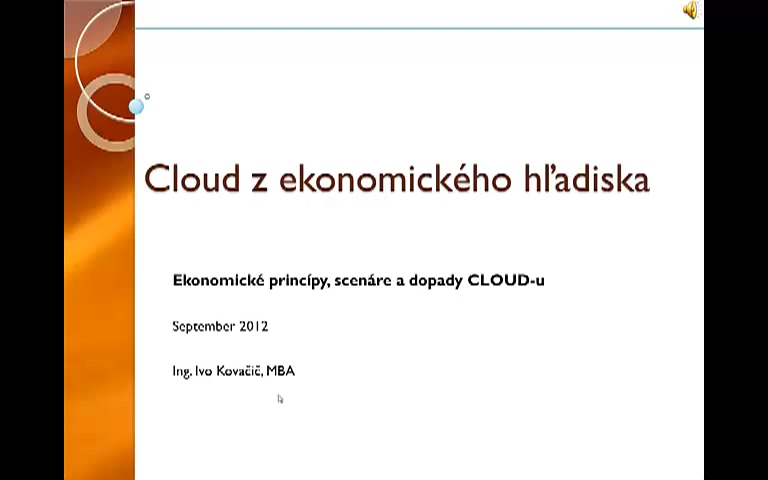 Cloud z ekonomického hľadiska
Ekonomické princípy, scenáre a dopady CLOUD-u
September 2012
Ing. Ivo Kovačič, MBA